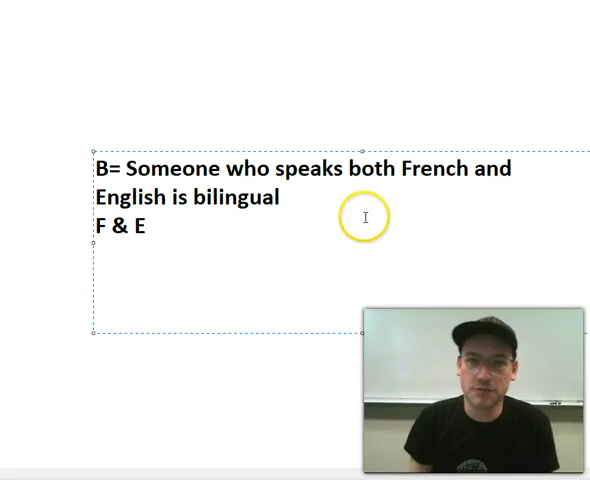 B= Someone who speaks both French and
English is bilingual
F & E